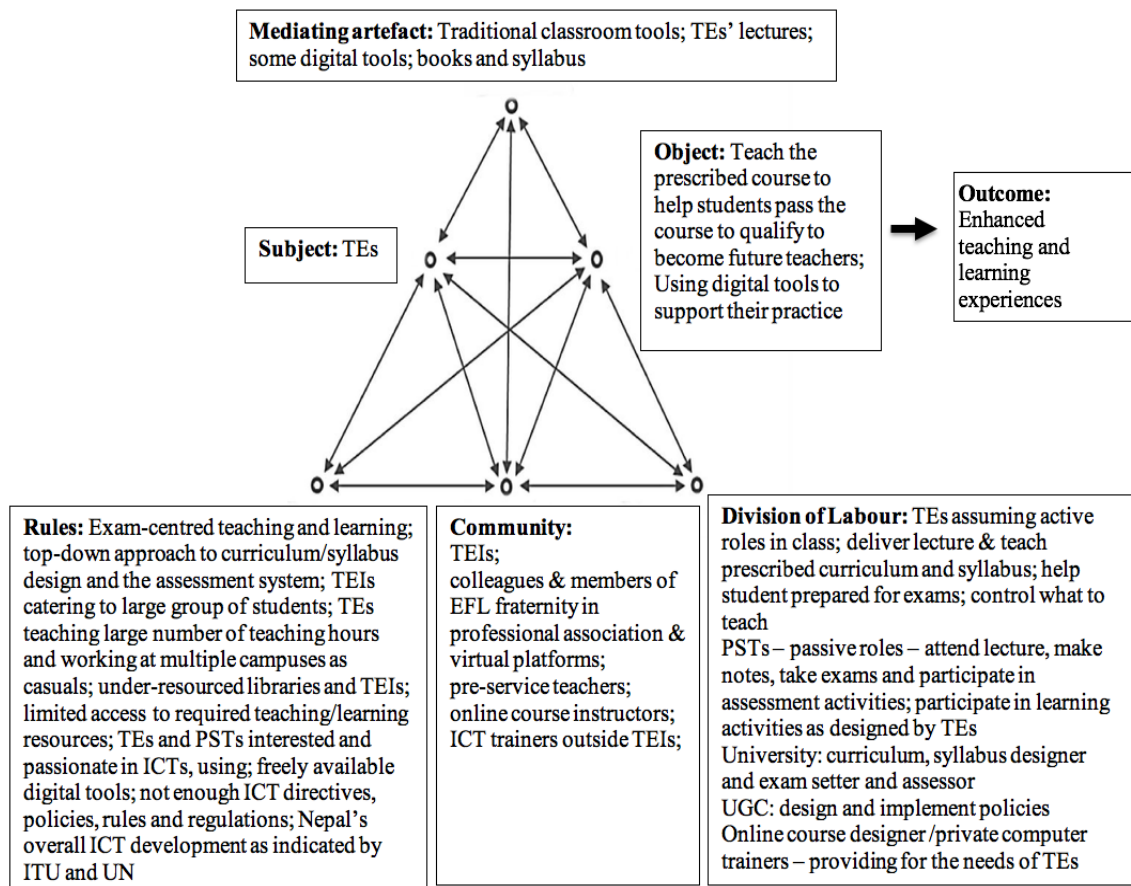 Mediating artefact: Traditional classroom tools; TEs' lectures;
some digital tools; books and syllabus
Object: Teach the
prescribed course to
help students pass the
course to qualify to
become future teachers;
Using digital tools to
support their practice
Outcome:
Enhanced
teaching and
learning
experiences
Subject: TEs
Rules: Exam-centred teaching and learning;
top-down approach to curriculum/syllabus
design and the assessment system; TEIs
catering to large group of students; TEs
teaching large number of teaching hours
and working at multiple campuses as
casuals; under-resourced libraries and TEIs;
limited access to required teaching/learning
resources; TEs and PSTs interested and
passionate in ICTs, using; freely available
digital tools; not enough ICT directives,
policies, rules and regulations; Nepal's
overall ICT development as indicated by
ITU and UN
Community:
TEIs;
colleagues & members of
EFL fraternity in
professional association &
virtual platforms;
pre-service teachers;
online course instructors;
ICT trainers outside TEIs;
Division of Labour: TEs assuming active
roles in class; deliver lecture & teach
prescribed curriculum and syllabus; help
student prepared for exams; control what to
teach
PSTs – passive roles – attend lecture, make
notes, take exams and participate in
assessment activities; participate in learning
activities as designed by TEs
University: curriculum, syllabus designer
and exam setter and assessor
UGC: design and implement policies
Online course designer/private computer
trainers – providing for the needs of TEs